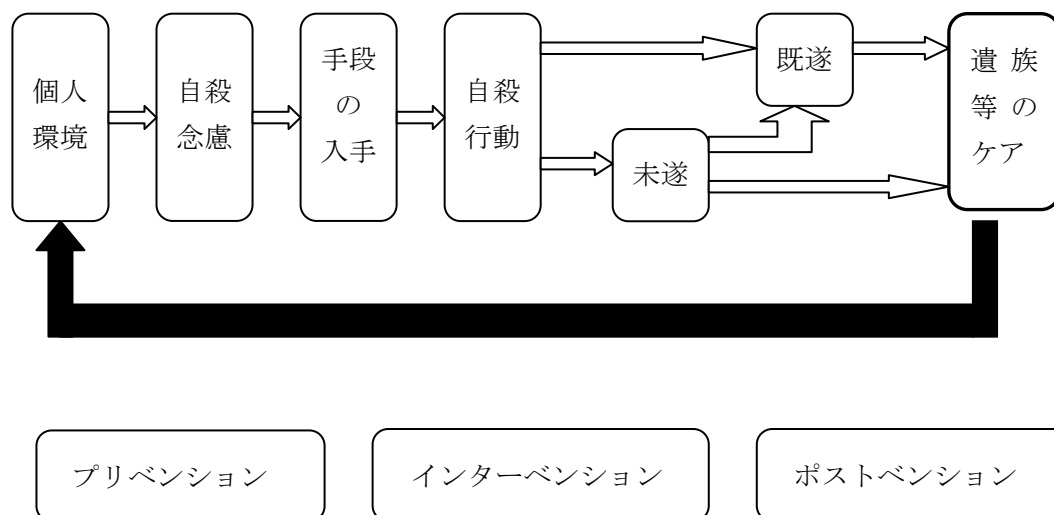 個人
環境
自殺
念慮
手段
の
入手
自殺
行動
既遂
未遂
遺族
等の
ケア
プリベンション
インターベンション
ポストベンション